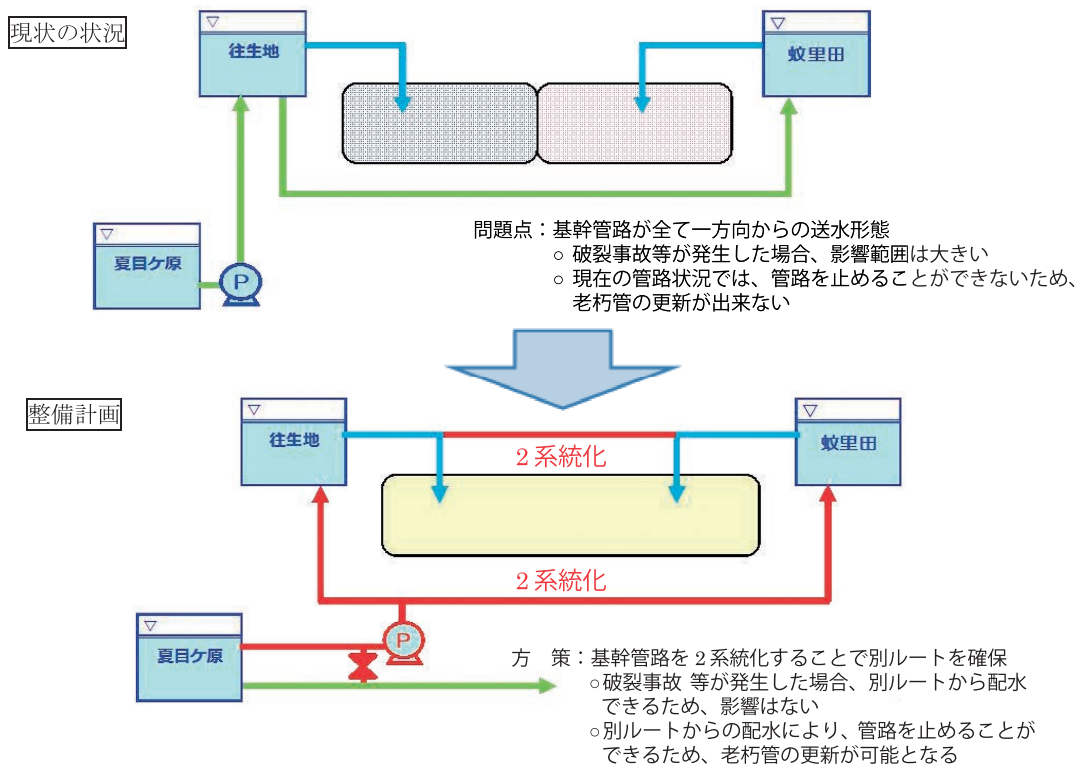 現状の状況
往生地
蚊里田
夏目ケ原
P
問題点：基幹管路が全て一方向からの送水形態
○ 破裂事故等が発生した場合、影響範囲は大きい
○ 現在の管路状況では、管路を止めることができないため、
老朽管の更新が出来ない
整備計画
往生地
蚊里田
２系統化
２系統化
夏目ケ原
P
方　策：基幹管路を２系統化することで別ルートを確保
○破裂事故 等が発生した場合、別ルートから配水
できるため、影響はない
○別ルートからの配水により、管路を止めることが
できるため、老朽管の更新が可能となる